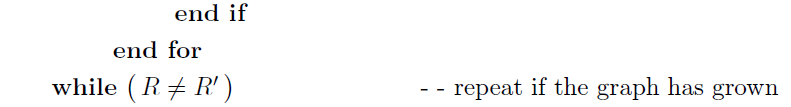 end if
end for
while ( R ≠ R′ ) - - repeat if the graph has grown